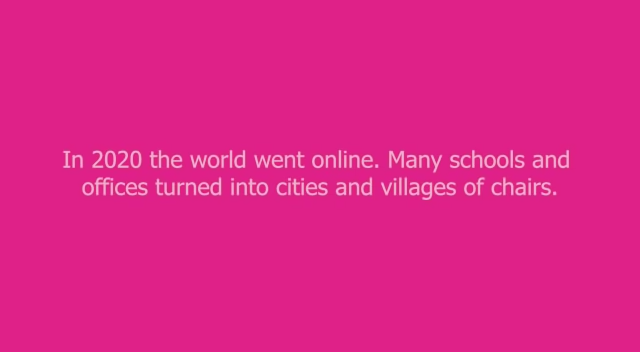 In 2020 the world went online. Many schools and
offices turned into cities and villages of chairs.